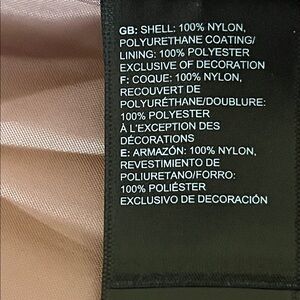 GB: SHELL: 100% NYLON,
POLYURETHANE COATING/
LINING: 100% POLYESTER
EXCLUSIVE OF DECORATION
F: COQUE: 100% NYLON,
RECOUVERT DE
POLYURÉTHANE/DOUBLURE:
100% POLYESTER
À L'EXCEPTION DES
DÉCORATIONS
E: ARMAZÓN: 100% NYLON,
REVESTIMIENTO DE
POLIURETANO/FORRO:
100% POLIÉSTER
EXCLUSIVO DE DECORACIÓN